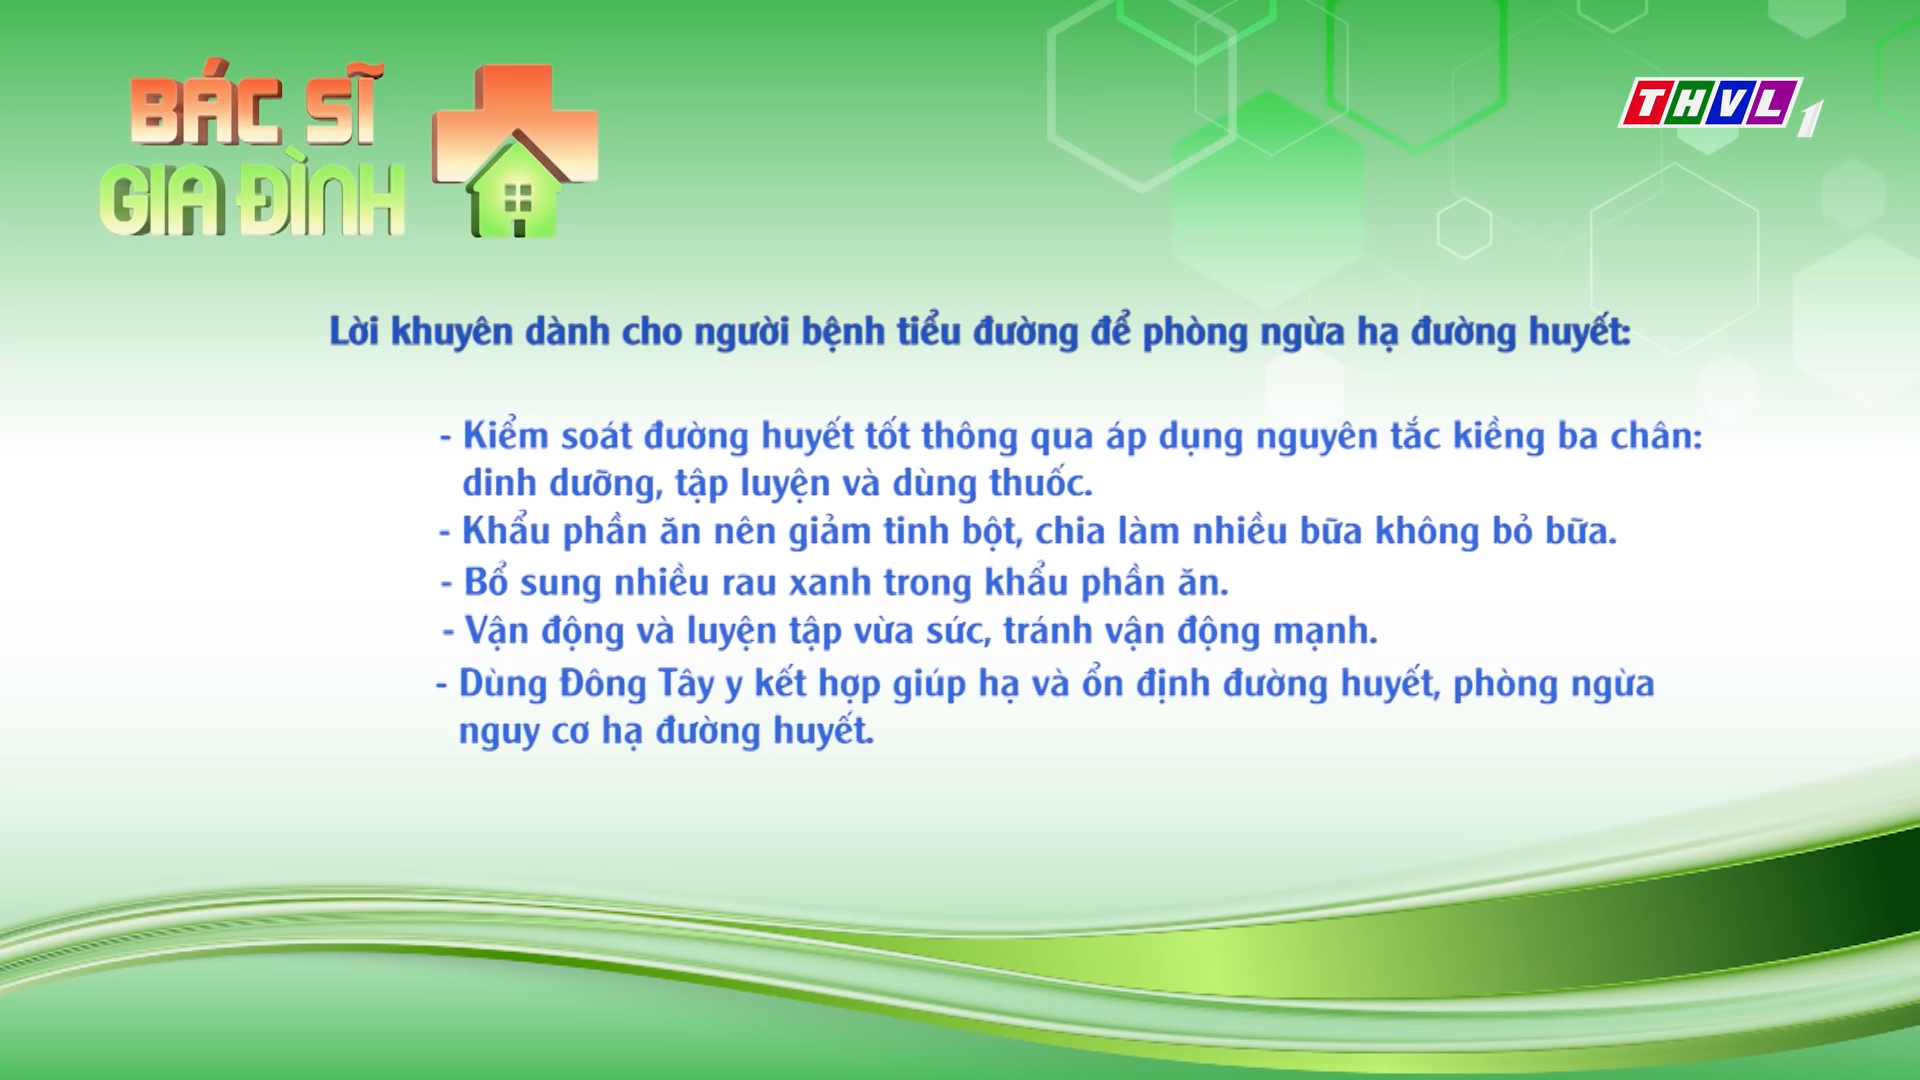 BÁC SĨ
GIA ĐÌNH
THVL 1
Lời khuyên dành cho người bệnh tiểu đường để phòng ngừa hạ đường huyết:
- Kiểm soát đường huyết tốt thông qua áp dụng nguyên tắc kiềng ba chân:
dinh dưỡng, tập luyện và dùng thuốc.
- Khẩu phần ăn nên giảm tinh bột, chia làm nhiều bữa không bỏ bữa.
- Bổ sung nhiều rau xanh trong khẩu phần ăn.
- Vận động và luyện tập vừa sức, tránh vận động mạnh.
- Dùng Đông Tây y kết hợp giúp hạ và ổn định đường huyết, phòng ngừa
nguy cơ hạ đường huyết.